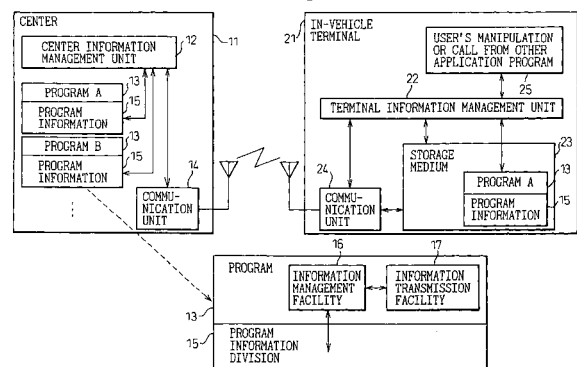 CENTER
11
CENTER INFORMATION
MANAGEMENT UNIT
12
13
PROGRAM A
15
PROGRAM
INFORMATION
13
PROGRAM B
15
PROGRAM
INFORMATION
14
COMMU-
NICATION
UNIT
21
IN-VEHICLE
TERMINAL
USER'S MANIPULATION
OR CALL FROM OTHER
APPLICATION PROGRAM
25
22
TERMINAL INFORMATION MANAGEMENT UNIT
23
STORAGE
MEDIUM
24
COMMU-
NICATION
UNIT
PROGRAM A
13
PROGRAM
INFORMATION
15
PROGRAM
16
INFORMATION
MANAGEMENT
FACILITY
17
INFORMATION
TRANSMISSION
FACILITY
13
15
PROGRAM
INFORMATION
DIVISION